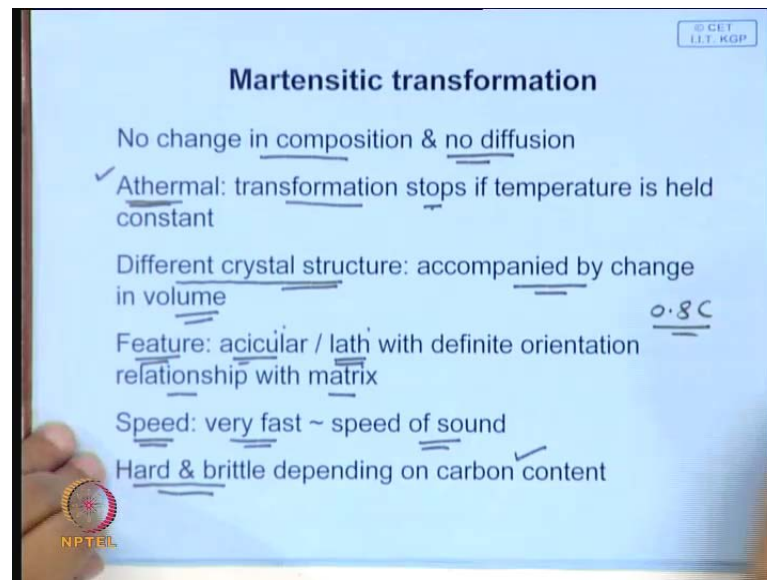 © CET
I.I.T. KGP
Martensitic transformation
No change in composition & no diffusion
Athermal: transformation stops if temperature is held
constant
Different crystal structure: accompanied by change
in volume
0.8C
Feature: acicular / lath with definite orientation
relationship with matrix
Speed: very fast ~ speed of sound
Hard & brittle depending on carbon content
NPTEL